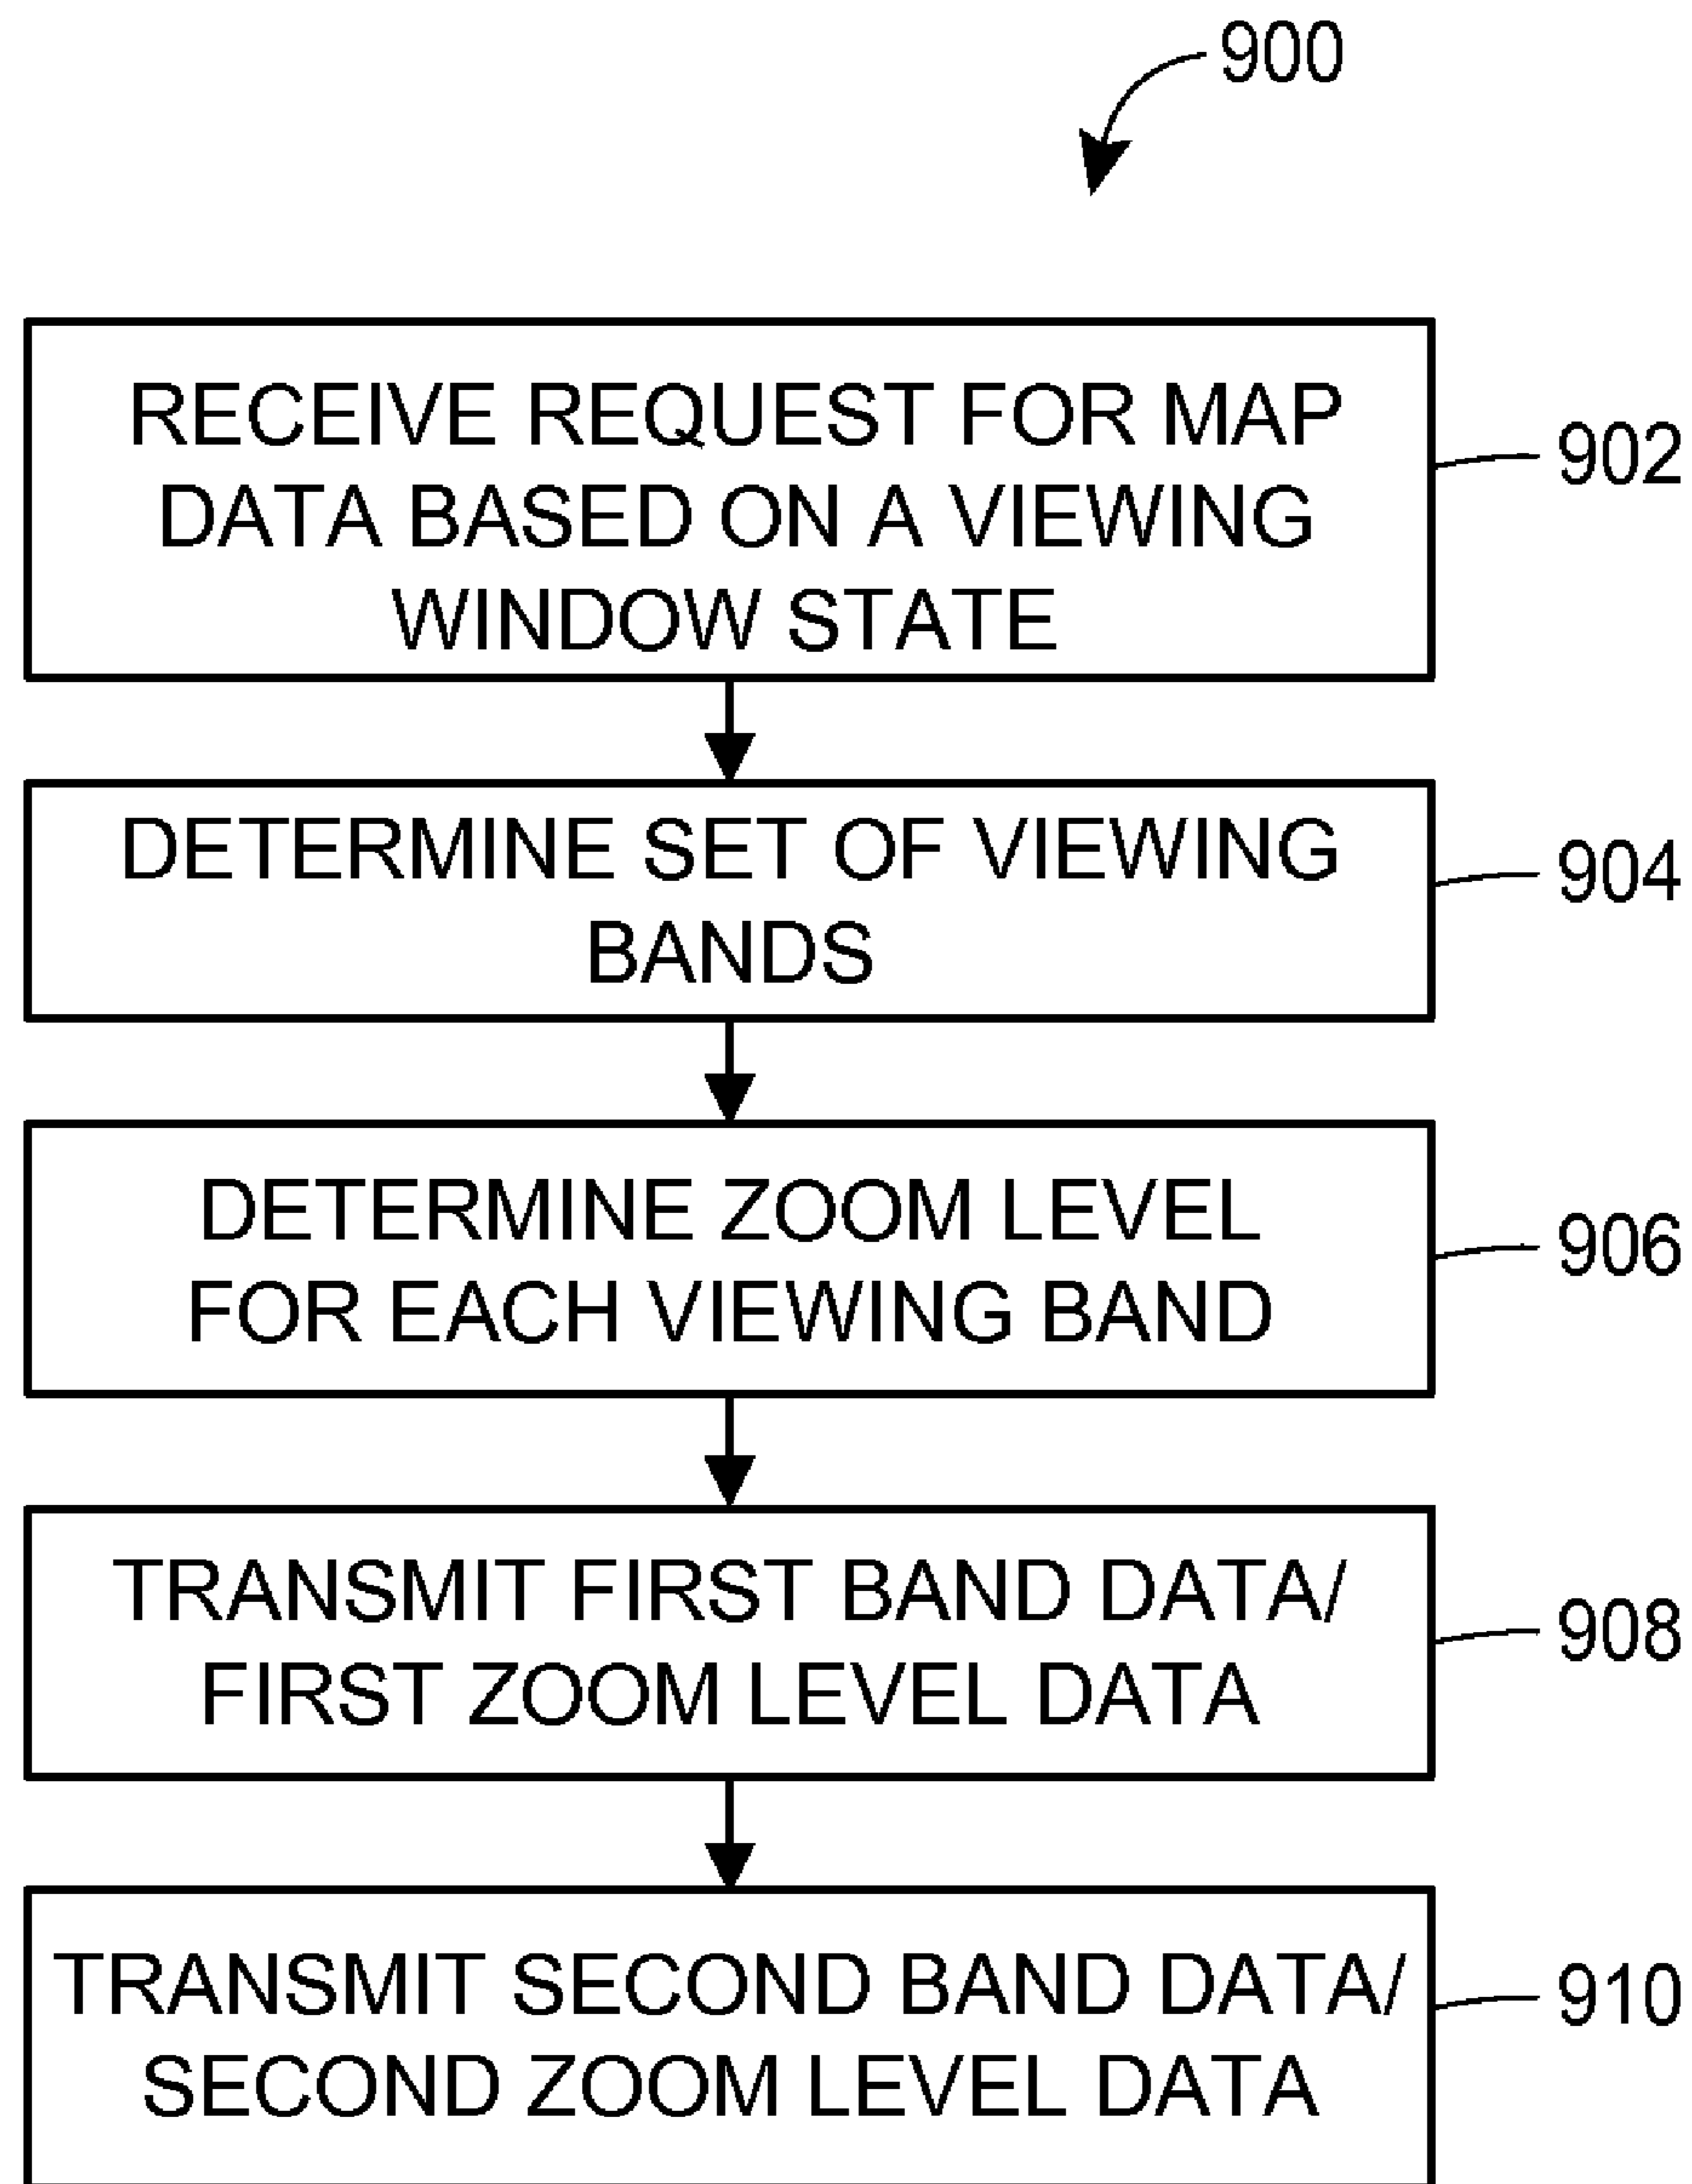 900
RECEIVE REQUEST FOR MAP
DATA BASED ON A VIEWING
WINDOW STATE
902
DETERMINE SET OF VIEWING
BANDS
904
DETERMINE ZOOM LEVEL
FOR EACH VIEWING BAND
906
TRANSMIT FIRST BAND DATA/
FIRST ZOOM LEVEL DATA
908
TRANSMIT SECOND BAND DATA/
SECOND ZOOM LEVEL DATA
910